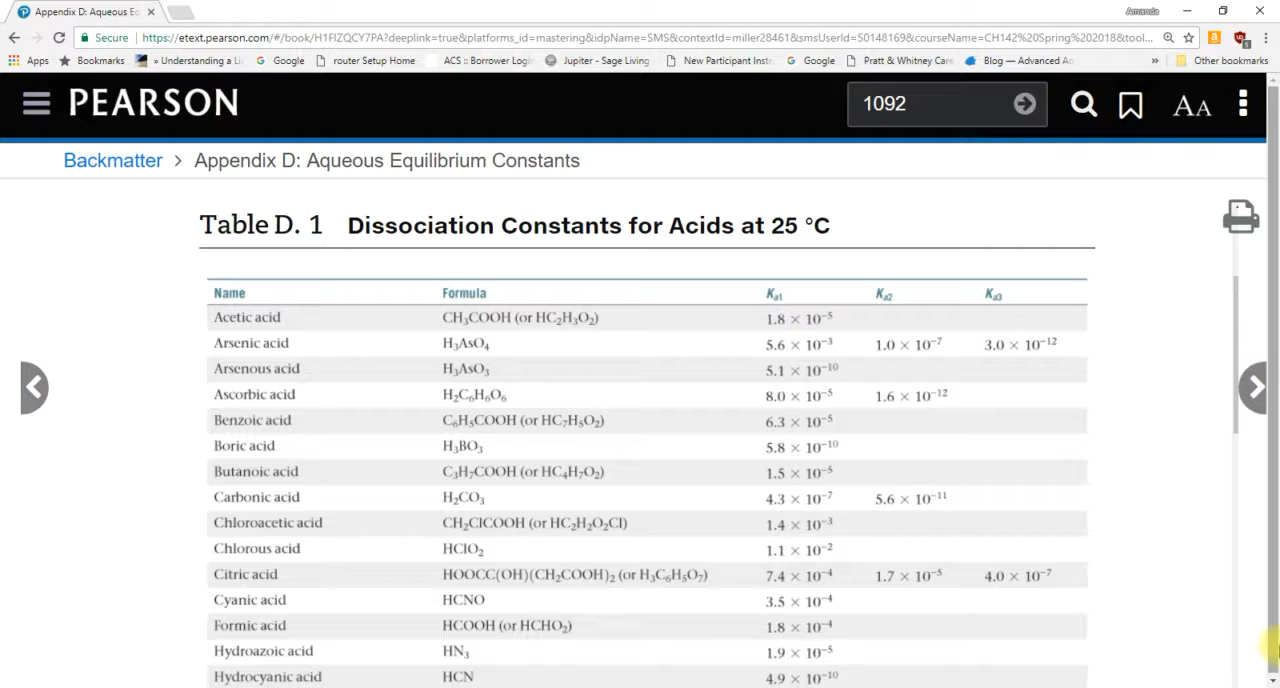 Appendix D: Aqueous Ec
Amanda
Secure https://etext.pearson.com/#/book/H1FIZQCY7PA?deeplink=true&platforms_id=mastering&idpName=SMS&contextId=miller28461&smsUserId=50148169&courseName=CH142%20Spring%202018&tool...
Apps Bookmarks » Understanding a Li Google router Setup Home ACS :: Borrower Login Jupiter - Sage Living New Participant Instr Google Pratt & Whitney Care Blog — Advanced Ac » Other bookmarks
PEARSON 1092 AA
Backmatter > Appendix D: Aqueous Equilibrium Constants
Table D. 1 Dissociation Constants for Acids at 25 °C
Name Formula Ka1 Ka2 Ka3
Acetic acid CH₃COOH (or HC₂H₃O₂) 1.8 × 10⁻⁵
Arsenic acid H₃AsO₄ 5.6 × 10⁻³ 1.0 × 10⁻⁷ 3.0 × 10⁻¹²
Arsenous acid H₃AsO₃ 5.1 × 10⁻¹⁰
Ascorbic acid H₂C₆H₆O₆ 8.0 × 10⁻⁵ 1.6 × 10⁻¹²
Benzoic acid C₆H₅COOH (or HC₇H₅O₂) 6.3 × 10⁻⁵
Boric acid H₃BO₃ 5.8 × 10⁻¹⁰
Butanoic acid C₃H₇COOH (or HC₄H₇O₂) 1.5 × 10⁻⁵
Carbonic acid H₂CO₃ 4.3 × 10⁻⁷ 5.6 × 10⁻¹¹
Chloroacetic acid CH₂ClCOOH (or HC₂H₂O₂Cl) 1.4 × 10⁻³
Chlorous acid HClO₂ 1.1 × 10⁻²
Citric acid HOOCC(OH)(CH₂COOH)₂ (or H₃C₆H₅O₇) 7.4 × 10⁻⁴ 1.7 × 10⁻⁵ 4.0 × 10⁻⁷
Cyanic acid HCNO 3.5 × 10⁻⁴
Formic acid HCOOH (or HCHO₂) 1.8 × 10⁻⁴
Hydroazoic acid HN₃ 1.9 × 10⁻⁵
Hydrocyanic acid HCN 4.9 × 10⁻¹⁰